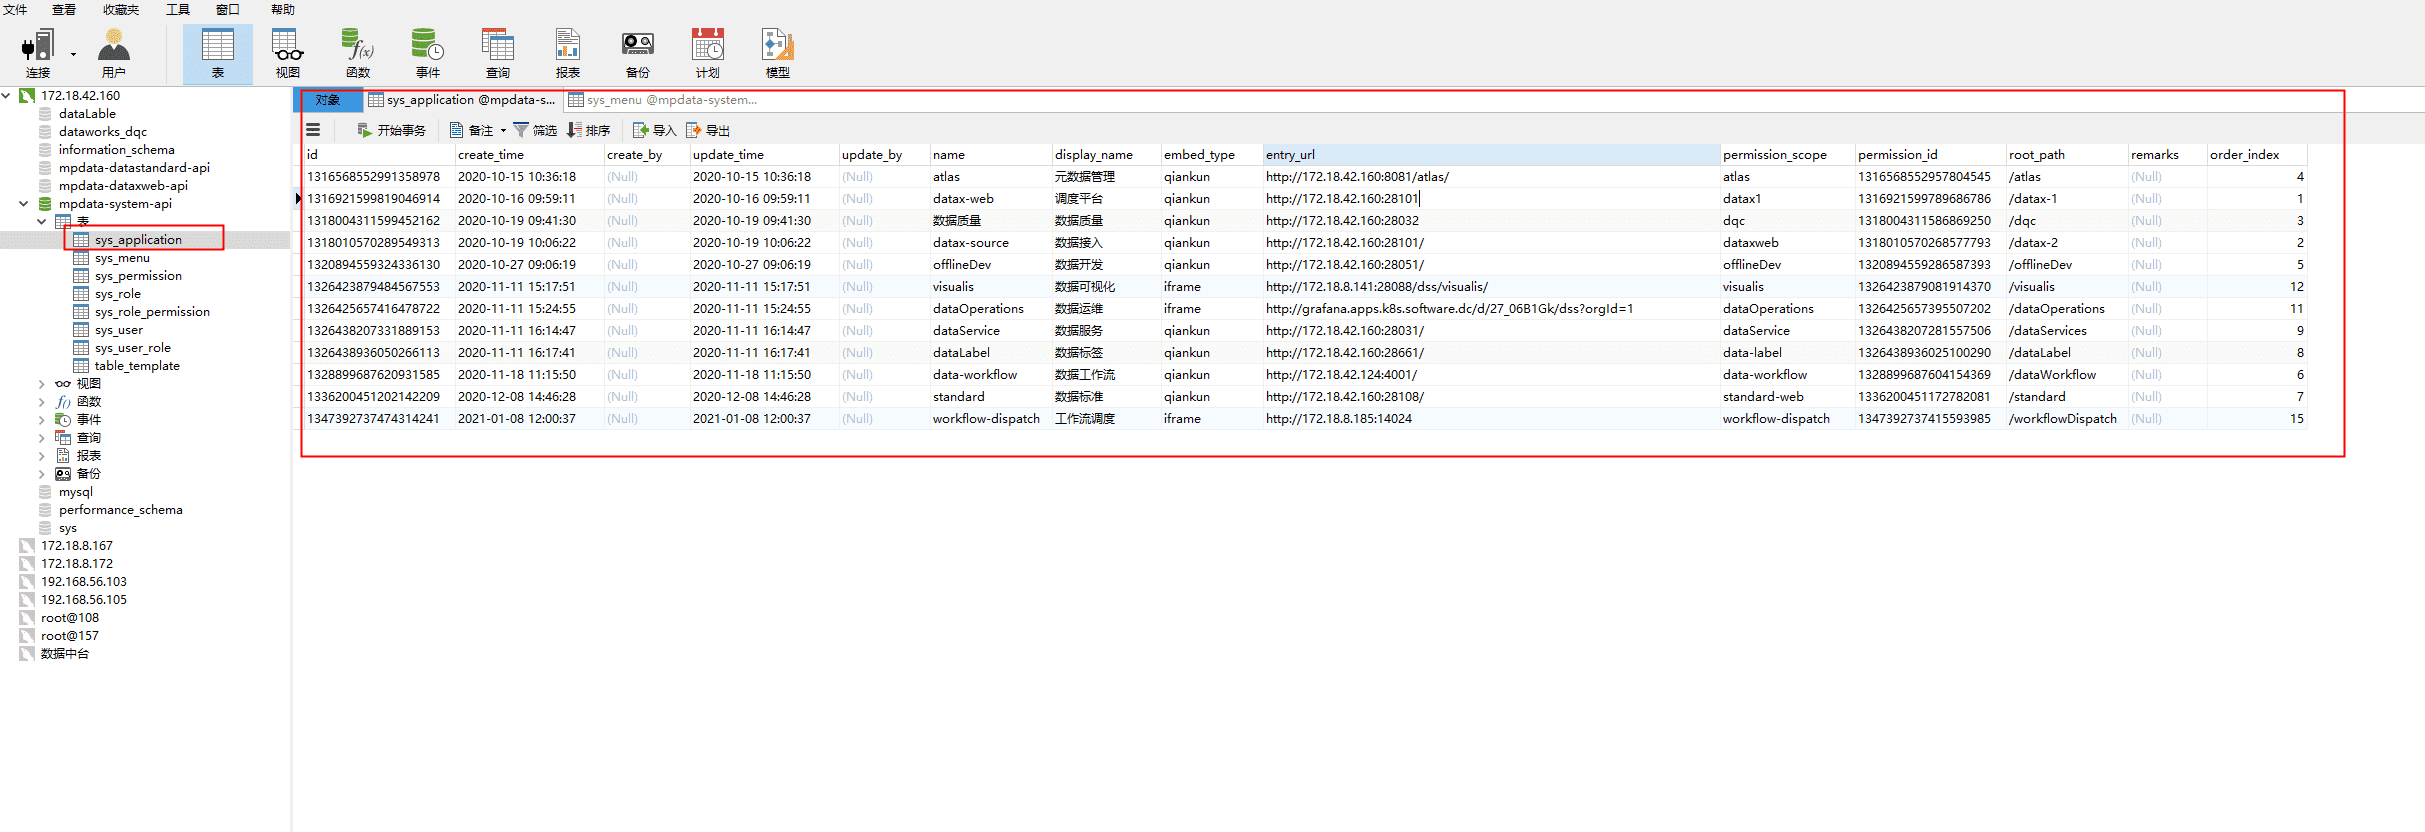 文件 查看 收藏夹 工具 窗口 帮助
连接 用户 表 视图 函数 事件 查询 报表 备份 计划 模型
172.18.42.160
dataLable
dataworks_dqc
information_schema
mpdata-datastandard-api
mpdata-dataxweb-api
mpdata-system-api
表
sys_application
sys_menu
sys_permission
sys_role
sys_role_permission
sys_user
sys_user_role
table_template
视图
函数
事件
查询
报表
备份
mysql
performance_schema
sys
172.18.8.167
172.18.8.172
192.168.56.103
192.168.56.105
root@108
root@157
数据中台
对象 sys_application @mpdata-s... sys_menu @mpdata-system...
开始事务 备注 筛选 排序 导入 导出
id create_time create_by update_time update_by name display_name embed_type entry_url permission_scope permission_id root_path remarks order_index
1316568552991358978 2020-10-15 10:36:18 (Null) 2020-10-15 10:36:18 (Null) atlas 元数据管理 qiankun http://172.18.42.160:8081/atlas/ atlas 1316568552957804545 /atlas (Null) 4
1316921599819046914 2020-10-16 09:59:11 (Null) 2020-10-16 09:59:11 (Null) datax-web 调度平台 qiankun http://172.18.42.160:28101 datax1 1316921599789686786 /datax-1 (Null) 1
1318004311599452162 2020-10-19 09:41:30 (Null) 2020-10-19 09:41:30 (Null) 数据质量 数据质量 qiankun http://172.18.42.160:28032 dqc 1318004311586869250 /dqc (Null) 3
1318010570289549313 2020-10-19 10:06:22 (Null) 2020-10-19 10:06:22 (Null) datax-source 数据接入 qiankun http://172.18.42.160:28101/ dataxweb 1318010570268577793 /datax-2 (Null) 2
1320894559324336130 2020-10-27 09:06:19 (Null) 2020-10-27 09:06:19 (Null) offlineDev 数据开发 qiankun http://172.18.42.160:28051/ offlineDev 1320894559286587393 /offlineDev (Null) 5
1326423879484567553 2020-11-11 15:17:51 (Null) 2020-11-11 15:17:51 (Null) visualis 数据可视化 iframe http://172.18.8.141:28088/dss/visualis/ visualis 1326423879081914370 /visualis (Null) 12
1326425657416478722 2020-11-11 15:24:55 (Null) 2020-11-11 15:24:55 (Null) dataOperations 数据运维 iframe http://grafana.apps.k8s.software.dc/d/27_06B1Gk/dss?orgId=1 dataOperations 1326425657395507202 /dataOperations (Null) 11
1326438207331889153 2020-11-11 16:14:47 (Null) 2020-11-11 16:14:47 (Null) dataService 数据服务 qiankun http://172.18.42.160:28031/ dataService 1326438207281557506 /dataServices (Null) 9
1326438936050266113 2020-11-11 16:17:41 (Null) 2020-11-11 16:17:41 (Null) dataLabel 数据标签 qiankun http://172.18.42.160:28661/ data-label 1326438936025100290 /dataLabel (Null) 8
1328899687620931585 2020-11-18 11:15:50 (Null) 2020-11-18 11:15:50 (Null) data-workflow 数据工作流 qiankun http://172.18.42.124:4001/ data-workflow 1328899687604154369 /dataWorkflow (Null) 6
1336200451202142209 2020-12-08 14:46:28 (Null) 2020-12-08 14:46:28 (Null) standard 数据标准 qiankun http://172.18.42.160:28108/ standard-web 1336200451172782081 /standard (Null) 7
1347392737474314241 2021-01-08 12:00:37 (Null) 2021-01-08 12:00:37 (Null) workflow-dispatch 工作流调度 iframe http://172.18.8.185:14024 workflow-dispatch 1347392737415593985 /workflowDispatch (Null) 15